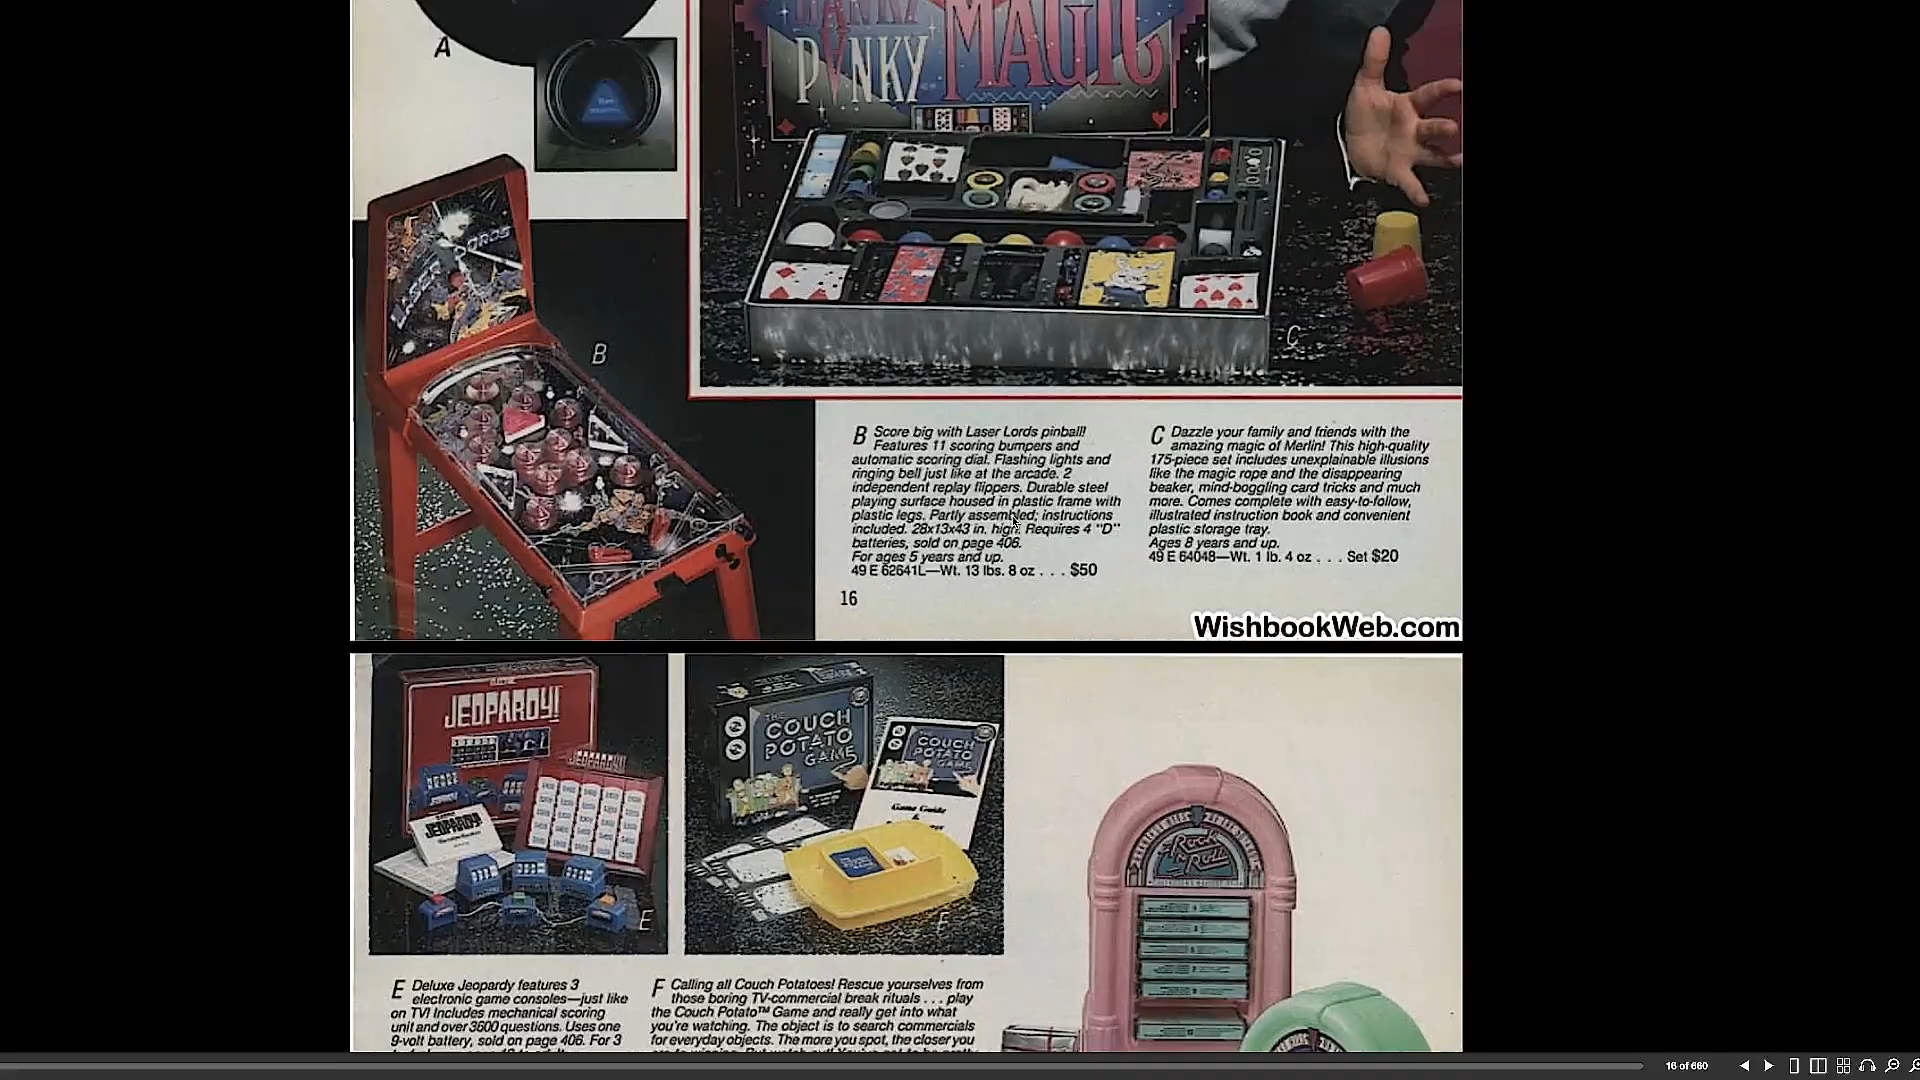 A
HANKY
PANKY
MAGIC
LASER
LORDS
B
C
B Score big with Laser Lords pinball!
Features 11 scoring bumpers and
automatic scoring dial. Flashing lights and
ringing bell just like at the arcade. 2
independent replay flippers. Durable steel
playing surface housed in plastic frame with
plastic legs. Partly assembled; instructions
included. 28x13x43 in. high. Requires 4 "D"
batteries, sold on page 406.
For ages 5 years and up.
49 E 62641L—Wt. 13 lbs. 8 oz . . . $50
C Dazzle your family and friends with the
amazing magic of Merlin! This high-quality
175-piece set includes unexplainable illusions
like the magic rope and the disappearing
beaker, mind-boggling card tricks and much
more. Comes complete with easy-to-follow,
illustrated instruction book and convenient
plastic storage tray.
Ages 8 years and up.
49 E 64048—Wt. 1 lb. 4 oz . . . Set $20
16
WishbookWeb.com
JEOPARDY!
JEOPARDY!
JEOPARDY!
E
THE
COUCH
POTATO
GAME
THE
COUCH
POTATO
GAME
Game Guide
&
F
Rock
Roll
E Deluxe Jeopardy features 3
electronic game consoles—just like
on TV! Includes mechanical scoring
unit and over 3600 questions. Uses one
9-volt battery, sold on page 406. For 3
F Calling all Couch Potatoes! Rescue yourselves from
those boring TV-commercial break rituals . . . play
the Couch Potato™ Game and really get into what
you're watching. The object is to search commercials
for everyday objects. The more you spot, the closer you
16 of 660